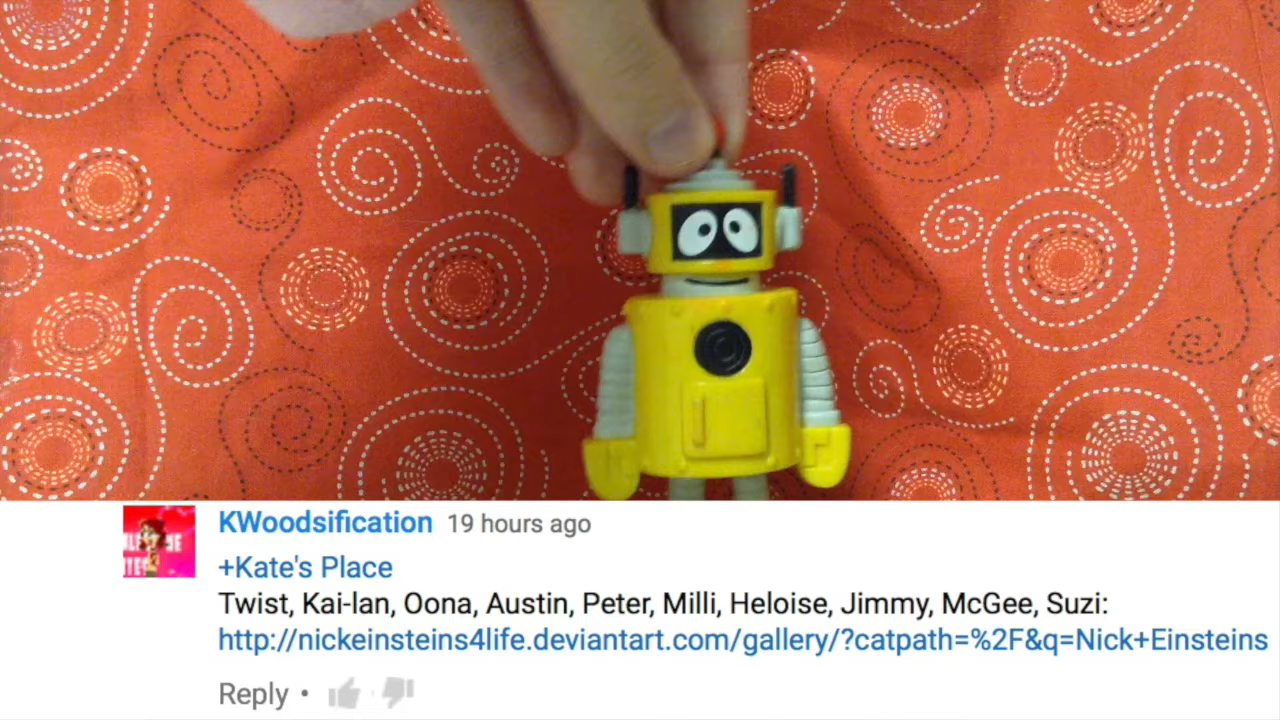 KWoodsification 19 hours ago
+Kate's Place
Twist, Kai-lan, Oona, Austin, Peter, Milli, Heloise, Jimmy, McGee, Suzi:
http://nickeinsteins4life.deviantart.com/gallery/?catpath=%2F&q=Nick+Einsteins
Reply •